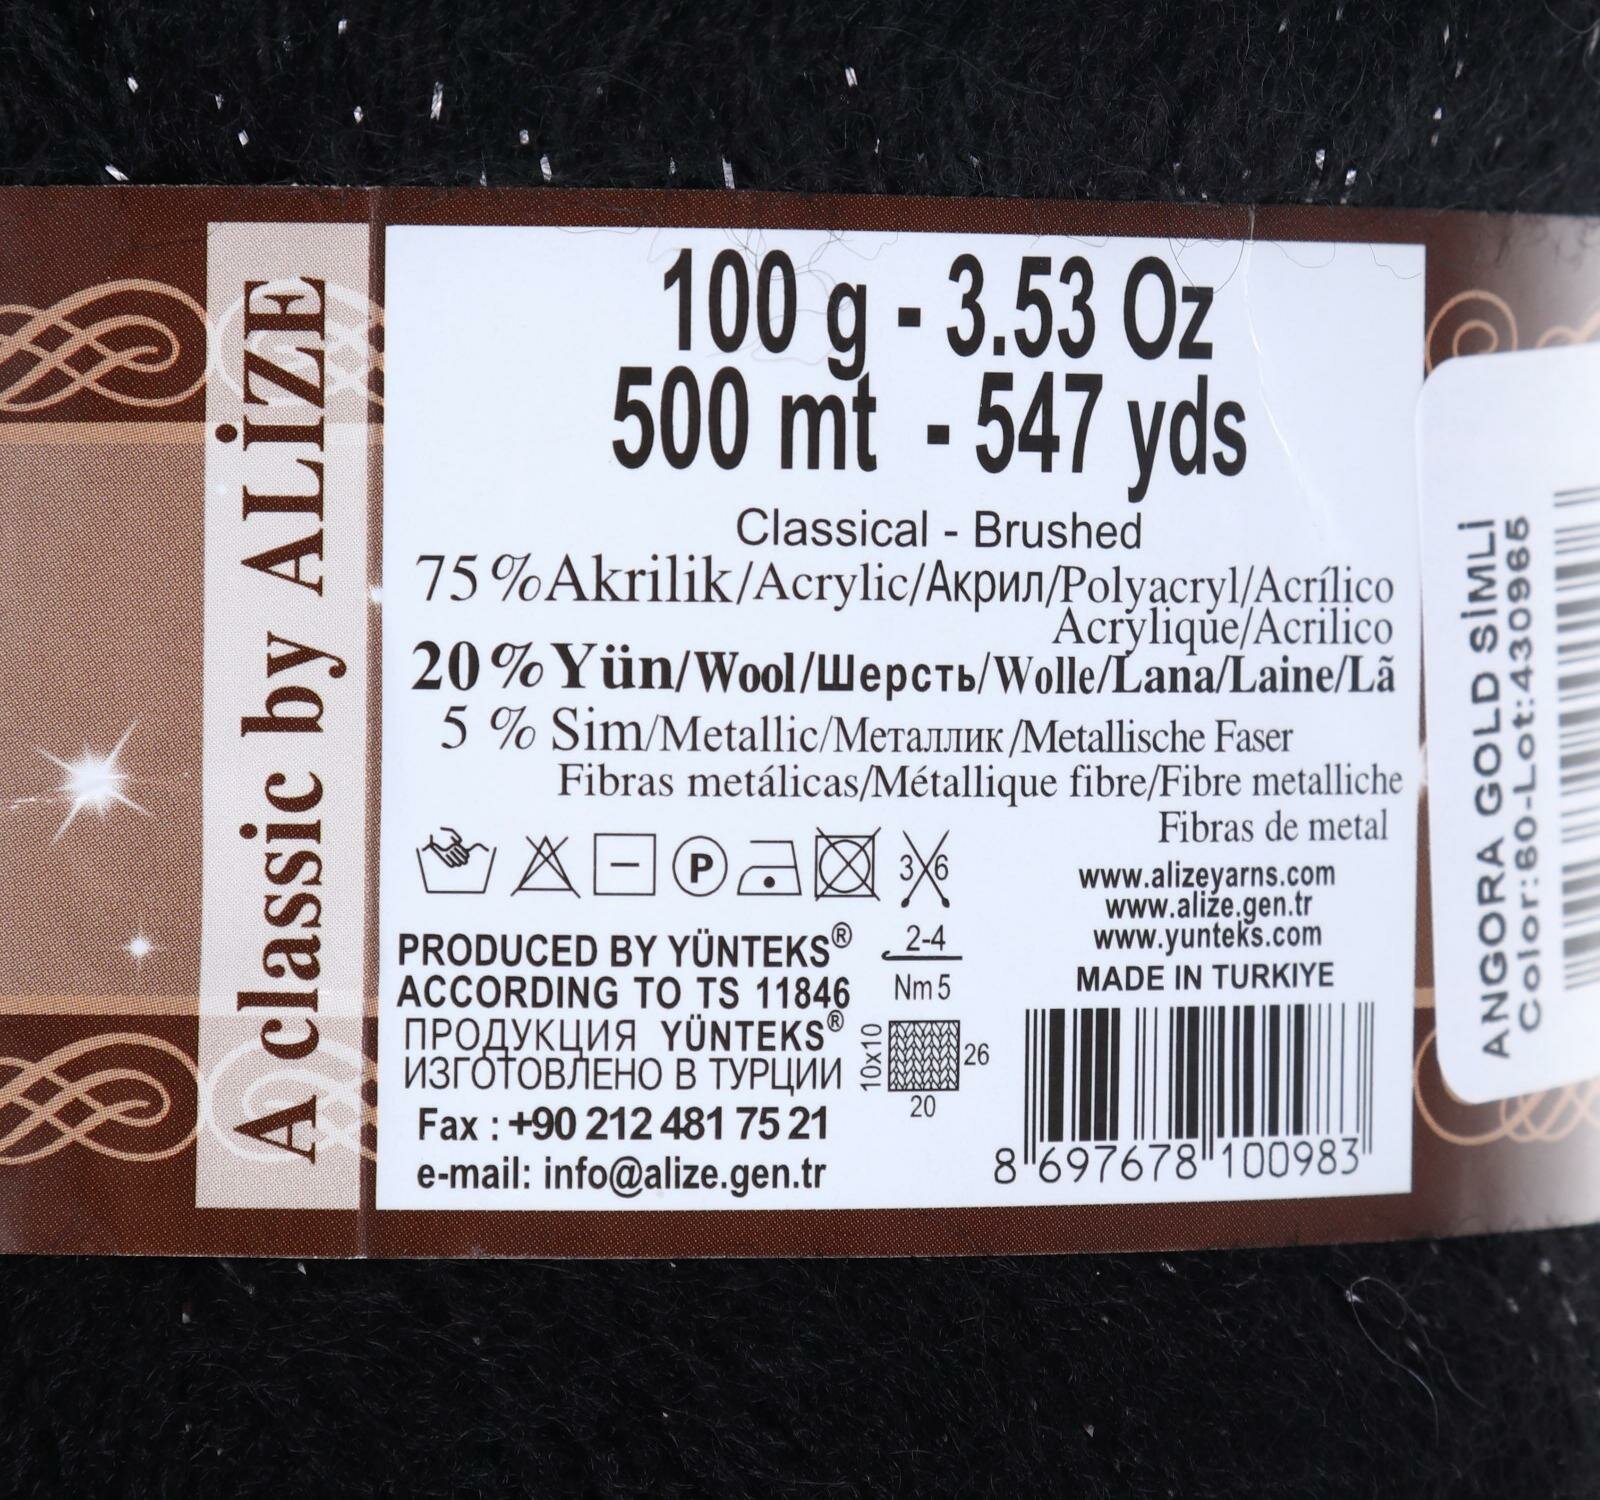 A classic by ALİZE
100 g - 3.53 Oz
500 mt - 547 yds
Classical - Brushed
75 % Akrilik/Acrylic/Акрил/Polyacryl/Acrílico
Acrylique/Acrilico
20 % Yün/Wool/Шерсть/Wolle/Lana/Laine/Lã
5 % Sim/Metallic/Металлик/Metallische Faser
Fibras metálicas/Métallique fibre/Fibre metalliche
Fibras de metal
P
3 6
www.alizeyarns.com
www.alize.gen.tr
www.yunteks.com
MADE IN TURKIYE
PRODUCED BY YÜNTEKS®
ACCORDING TO TS 11846
ПРОДУКЦИЯ YÜNTEKS®
ИЗГОТОВЛЕНО В ТУРЦИИ
Fax : +90 212 481 75 21
e-mail: info@alize.gen.tr
2-4
Nm 5
10x10
26
20
8 697678 100983
ANGORA GOLD SİMLİ
Color:60-Lot:430965